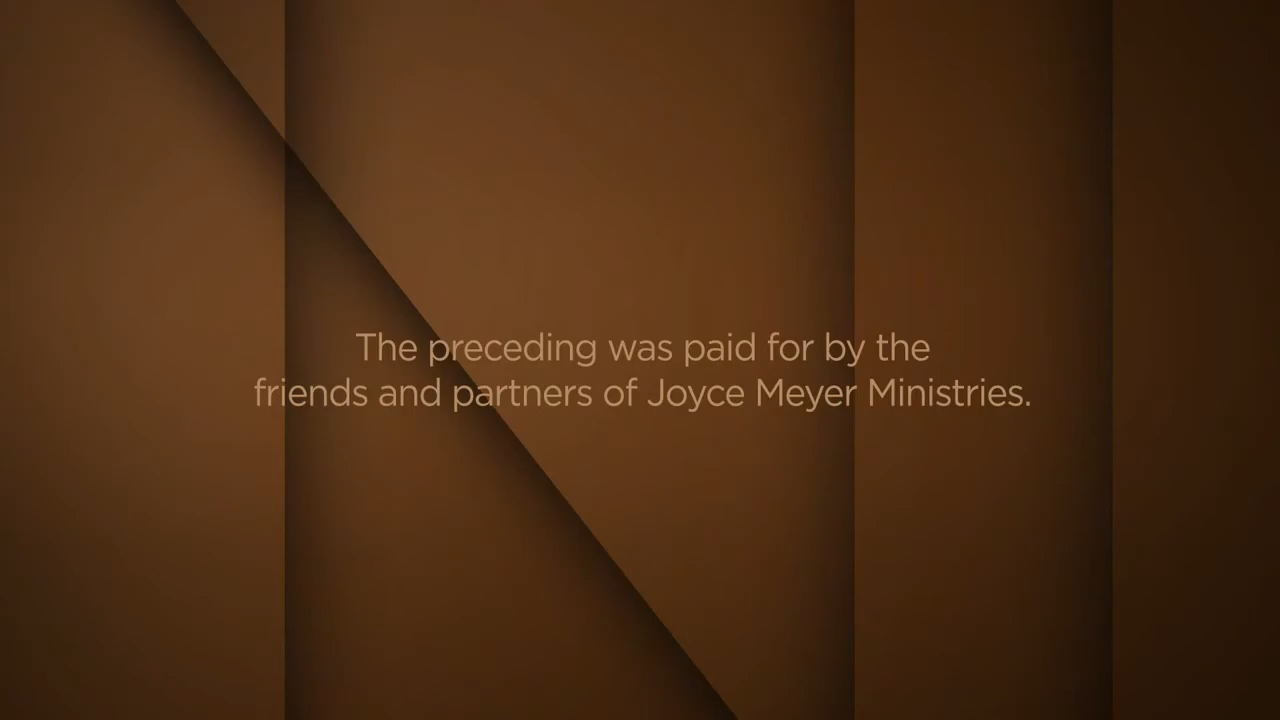 The preceding was paid for by the
friends and partners of Joyce Meyer Ministries.